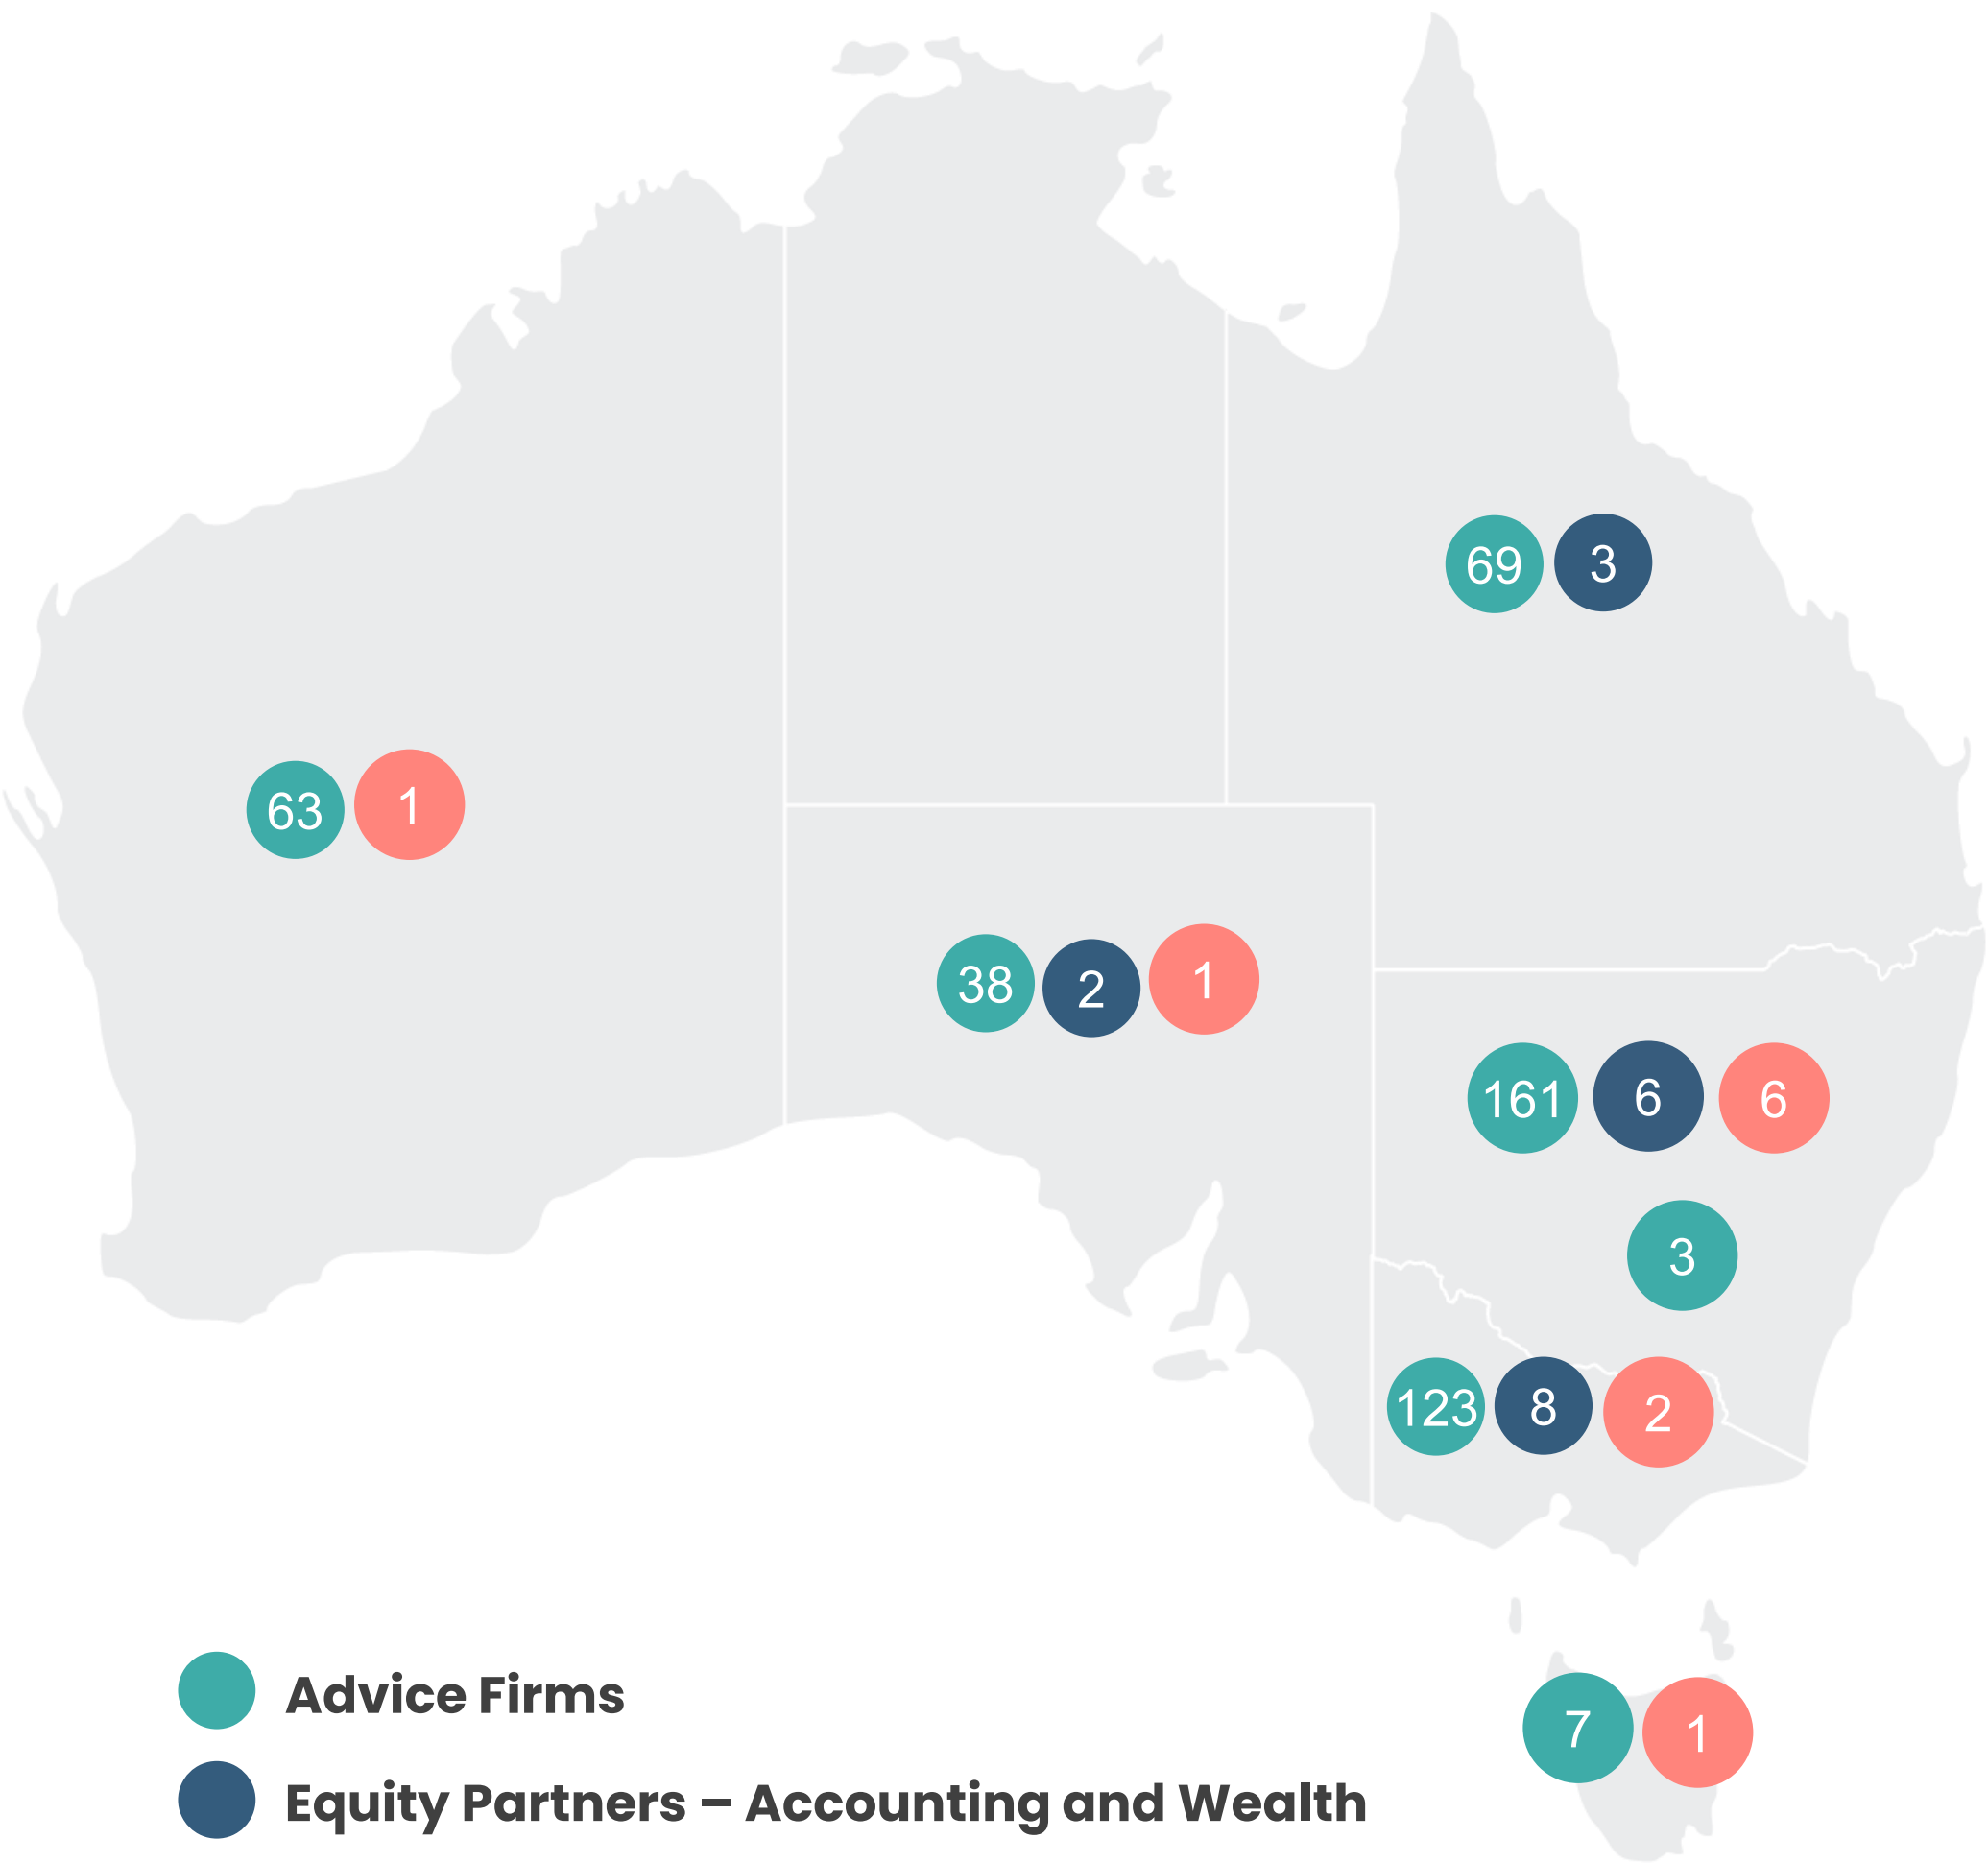 69 3
63 1
38 2 1
161 6 6
3
123 8 2
7 1
Advice Firms
Equity Partners – Accounting and Wealth